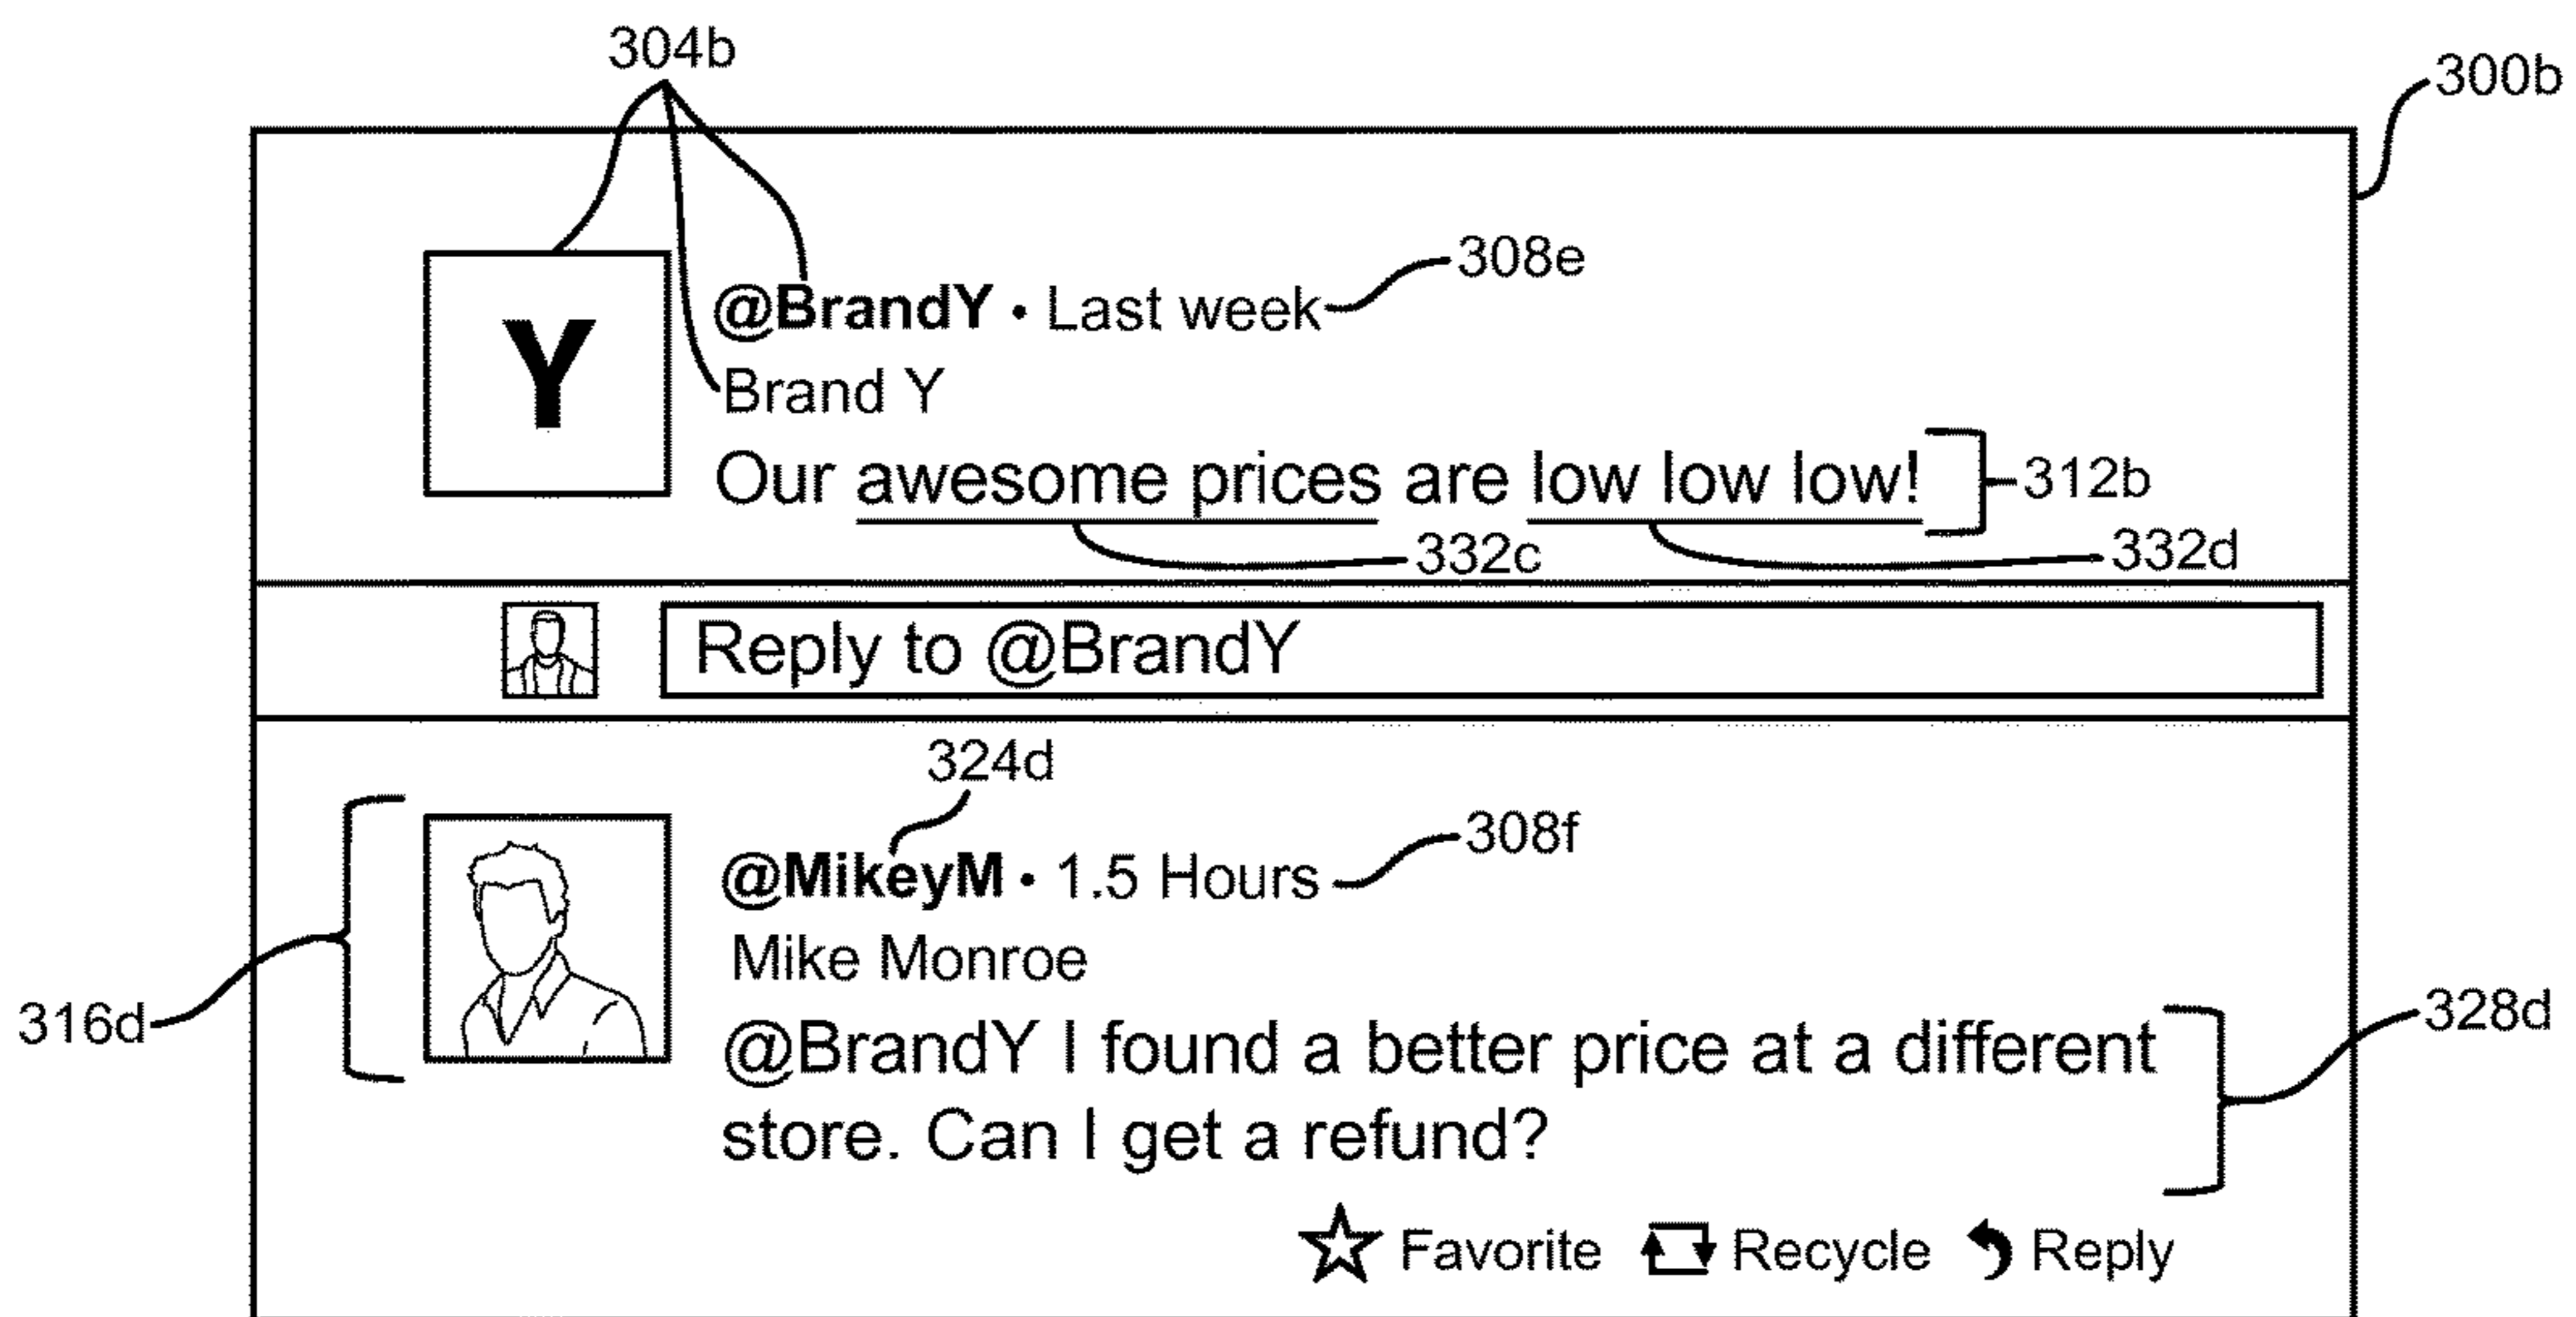 304b
300b
308e
@BrandY • Last week
Y
Brand Y
Our awesome prices are low low low!
312b
332c
332d
Reply to @BrandY
324d
308f
@MikeyM • 1.5 Hours
Mike Monroe
316d
328d
@BrandY I found a better price at a different
store. Can I get a refund?
Favorite Recycle Reply